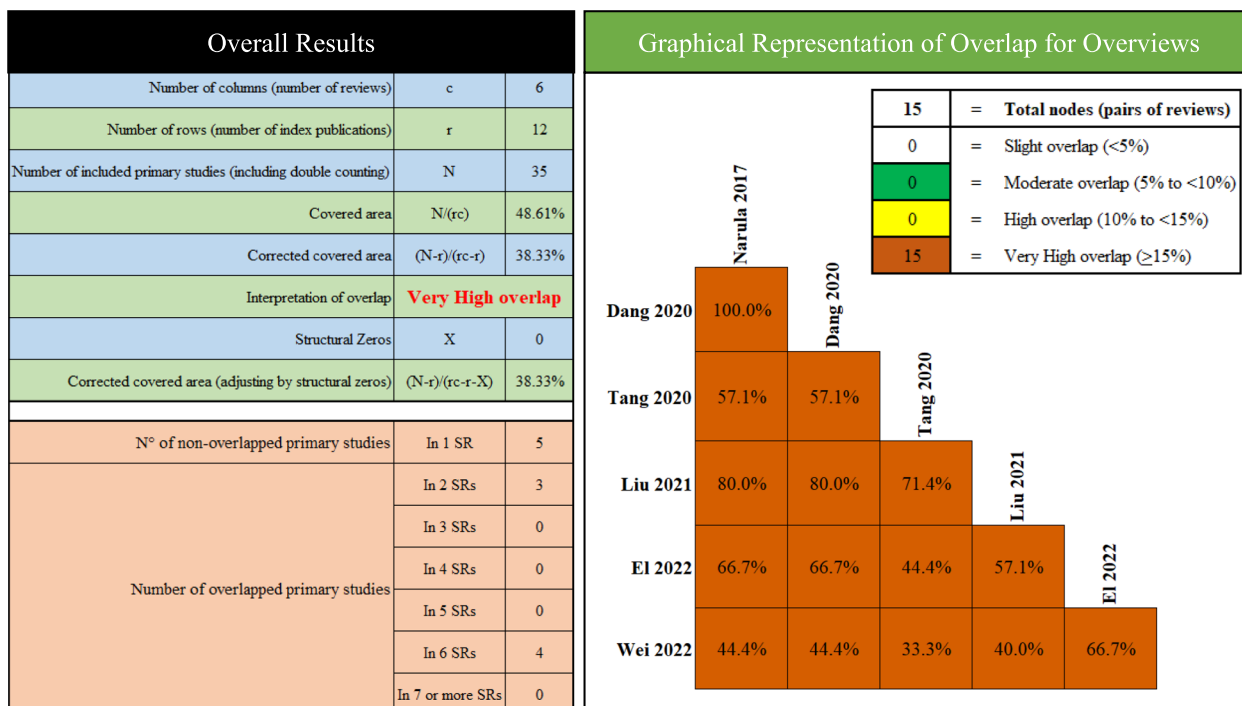 Overall Results
Number of columns (number of reviews) c 6
Number of rows (number of index publications) r 12
Number of included primary studies (including double counting) N 35
Covered area N/(rc) 48.61%
Corrected covered area (N-r)/(rc-r) 38.33%
Interpretation of overlap Very High overlap
Structural Zeros X 0
Corrected covered area (adjusting by structural zeros) (N-r)/(rc-r-X) 38.33%
N° of non-overlapped primary studies In 1 SR 5
Number of overlapped primary studies
In 2 SRs 3
In 3 SRs 0
In 4 SRs 0
In 5 SRs 0
In 6 SRs 4
In 7 or more SRs 0
Graphical Representation of Overlap for Overviews
15 = Total nodes (pairs of reviews)
0 = Slight overlap (<5%)
0 = Moderate overlap (5% to <10%)
0 = High overlap (10% to <15%)
15 = Very High overlap (≥15%)
Narula 2017
Dang 2020
Tang 2020
Liu 2021
El 2022
Dang 2020 100.0%
Tang 2020 57.1% 57.1%
Liu 2021 80.0% 80.0% 71.4%
El 2022 66.7% 66.7% 44.4% 57.1%
Wei 2022 44.4% 44.4% 33.3% 40.0% 66.7%